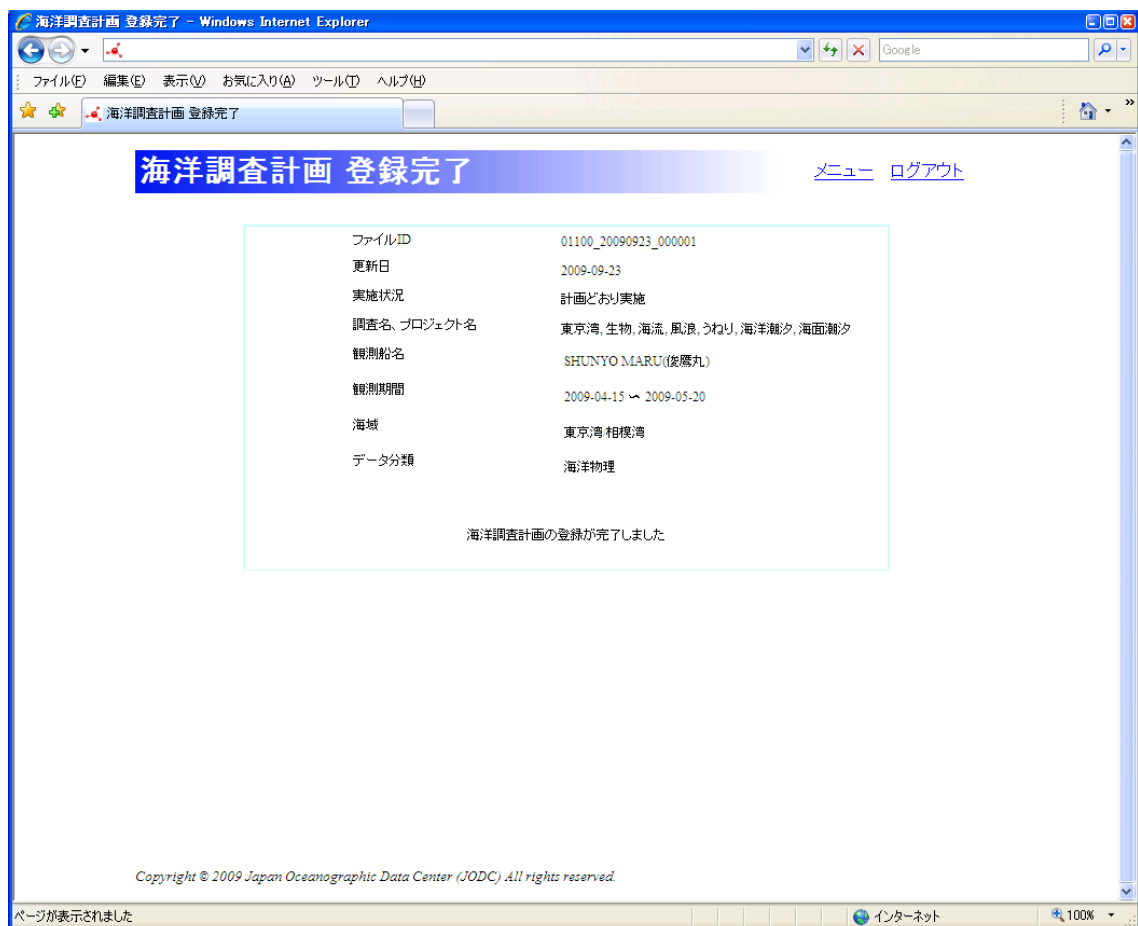 海洋調査計画 登録完了 - Windows Internet Explorer
Google
ファイル(F) 編集(E) 表示(V) お気に入り(A) ツール(T) ヘルプ(H)
海洋調査計画 登録完了
海洋調査計画 登録完了
メニュー ログアウト
ファイルID 01100_20090923_000001
更新日 2009-09-23
実施状況 計画どおり実施
調査名、プロジェクト名 東京湾, 生物, 海流, 風浪, うねり, 海洋潮汐, 海面潮汐
観測船名 SHUNYO MARU(俊鷹丸)
観測期間 2009-04-15 ～ 2009-05-20
海域 東京湾/相模湾
データ分類 海洋物理
海洋調査計画の登録が完了しました
Copyright © 2009 Japan Oceanographic Data Center (JODC) All rights reserved.
ページが表示されました インターネット 100%